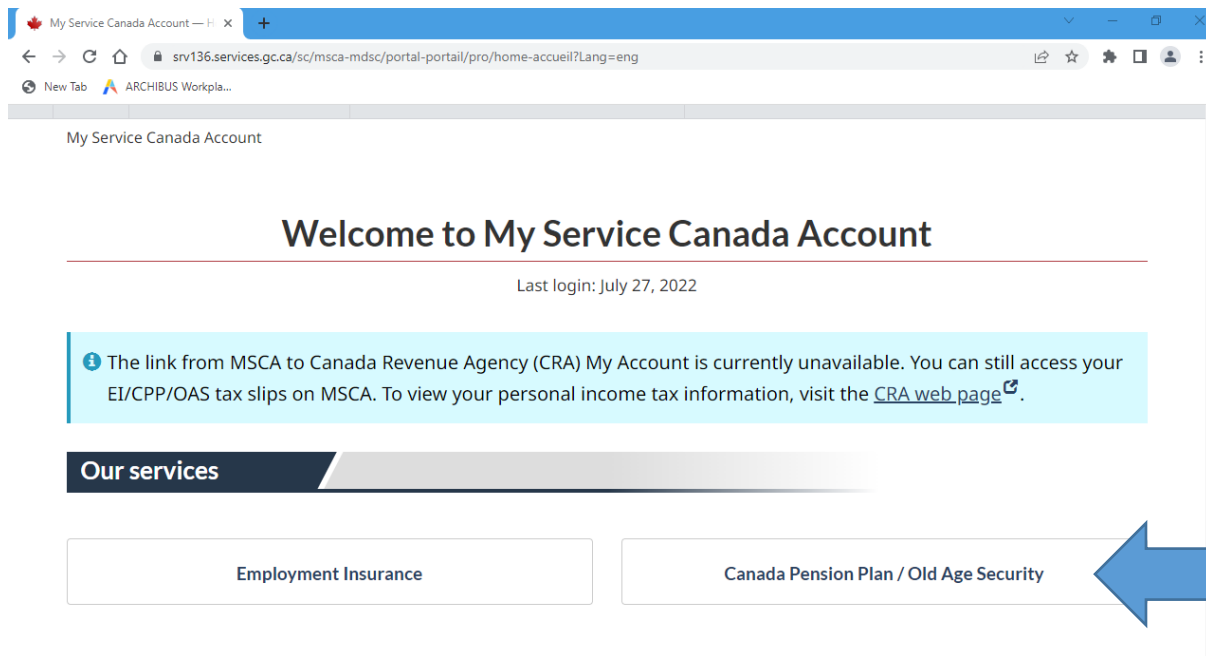 My Service Canada Account — H
srv136.services.gc.ca/sc/msca-mdsc/portal-portail/pro/home-accueil?Lang=eng
New Tab ARCHIBUS Workpla...
My Service Canada Account
Welcome to My Service Canada Account
Last login: July 27, 2022
The link from MSCA to Canada Revenue Agency (CRA) My Account is currently unavailable. You can still access your
EI/CPP/OAS tax slips on MSCA. To view your personal income tax information, visit the CRA web page.
Our services
Employment Insurance Canada Pension Plan / Old Age Security